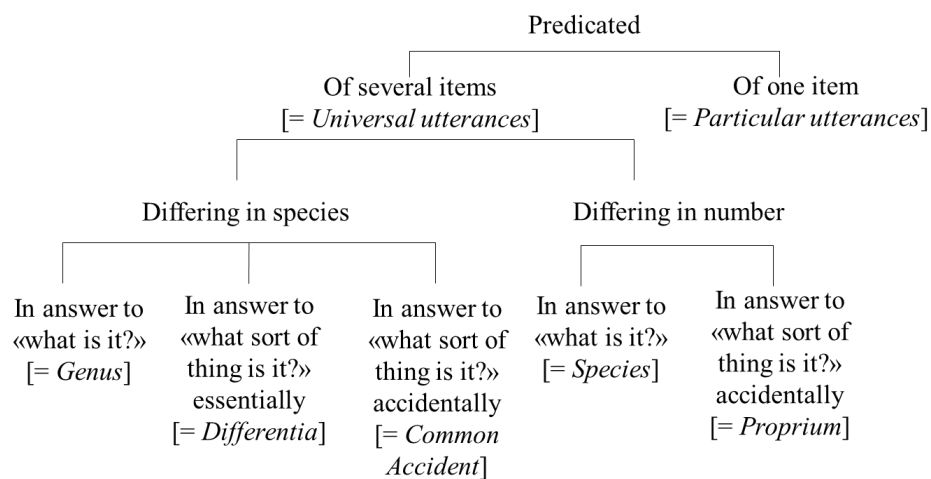 Predicated
Of several items
[= Universal utterances]
Of one item
[= Particular utterances]
Differing in species
Differing in number
In answer to
«what is it?»
[= Genus]
In answer to
«what sort of
thing is it?»
essentially
[= Differentia]
In answer to
«what sort of
thing is it?»
accidentally
[= Common
Accident]
In answer to
«what is it?»
[= Species]
In answer to
«what sort of
thing is it?»
accidentally
[= Proprium]